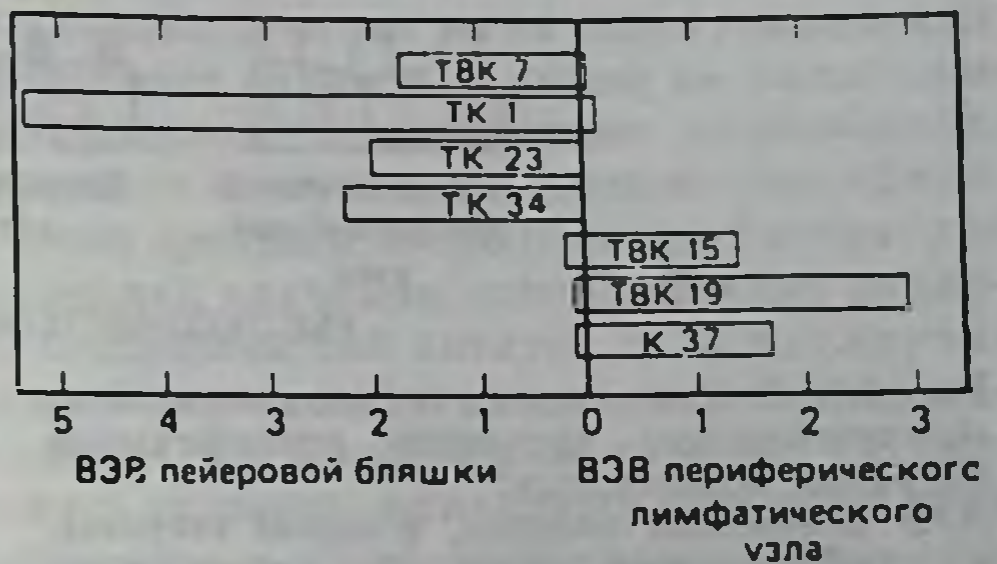 ТВК 7
ТК 1
ТК 23
ТК 34
ТВК 15
ТВК 19
К 37
5 4 3 2 1 0 1 2 3
ВЭВ пейеровой бляшки
ВЭВ периферического
лимфатического
узла